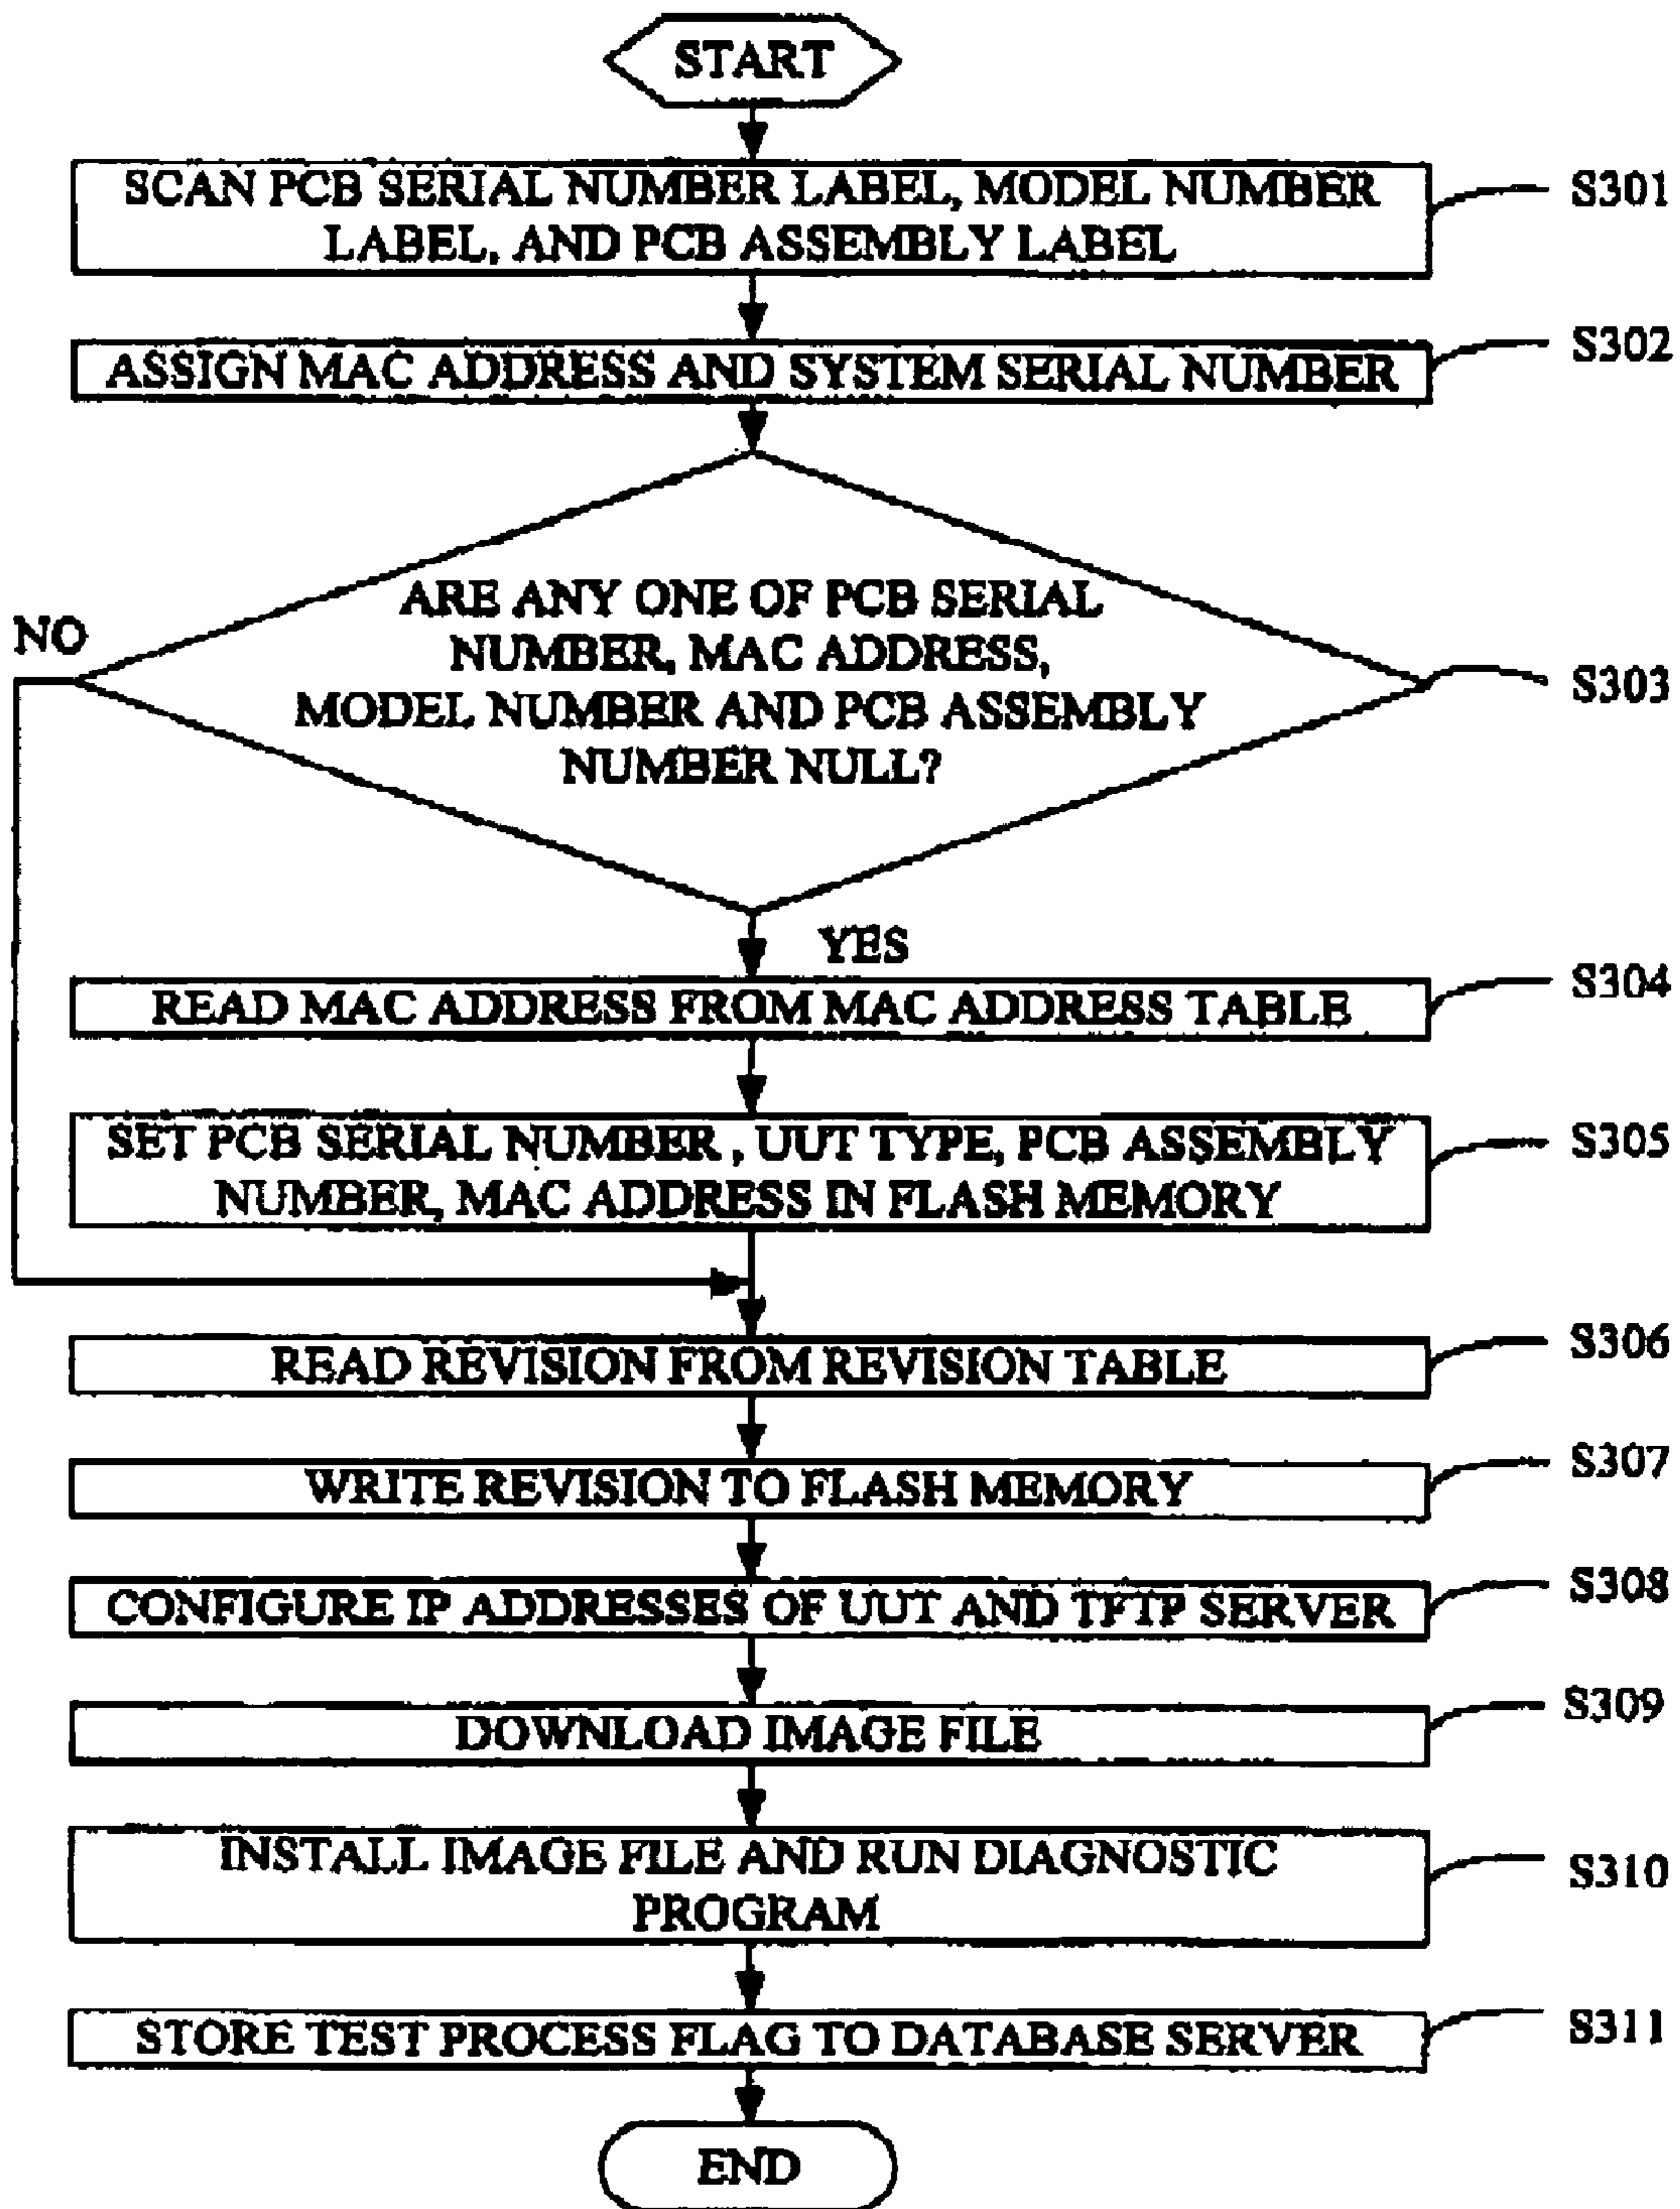 START
SCAN PCB SERIAL NUMBER LABEL, MODEL NUMBER
LABEL, AND PCB ASSEMBLY LABEL
S301
ASSIGN MAC ADDRESS AND SYSTEM SERIAL NUMBER
S302
ARE ANY ONE OF PCB SERIAL
NUMBER, MAC ADDRESS,
MODEL NUMBER AND PCB ASSEMBLY
NUMBER NULL?
NO
S303
YES
READ MAC ADDRESS FROM MAC ADDRESS TABLE
S304
SET PCB SERIAL NUMBER , UUT TYPE, PCB ASSEMBLY
NUMBER, MAC ADDRESS IN FLASH MEMORY
S305
READ REVISION FROM REVISION TABLE
S306
WRITE REVISION TO FLASH MEMORY
S307
CONFIGURE IP ADDRESSES OF UUT AND TFTP SERVER
S308
DOWNLOAD IMAGE FILE
S309
INSTALL IMAGE FILE AND RUN DIAGNOSTIC
PROGRAM
S310
STORE TEST PROCESS FLAG TO DATABASE SERVER
S311
END